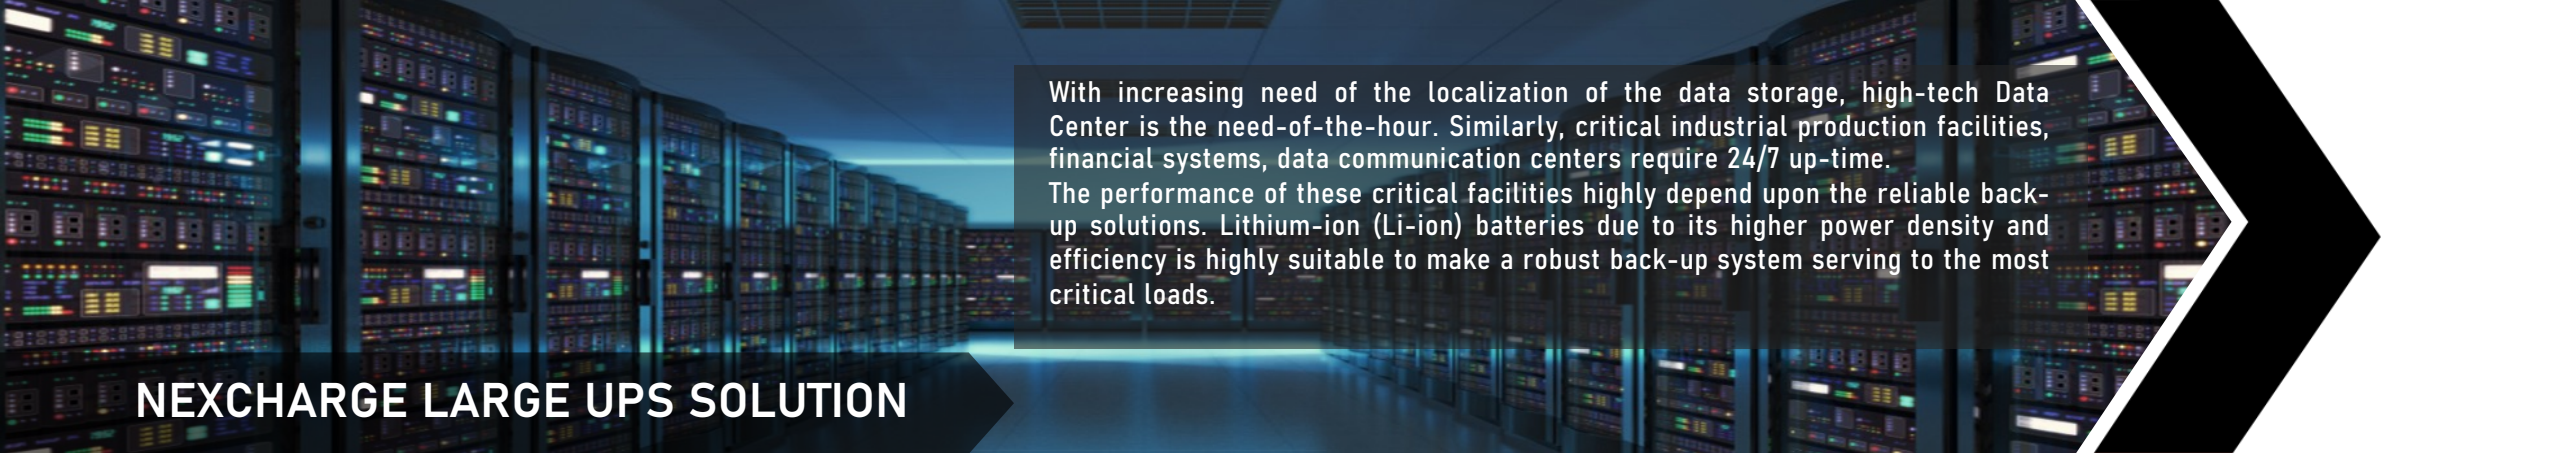 With increasing need of the localization of the data storage, high-tech Data
Center is the need-of-the-hour. Similarly, critical industrial production facilities,
financial systems, data communication centers require 24/7 up-time.
The performance of these critical facilities highly depend upon the reliable back-
up solutions. Lithium-ion (Li-ion) batteries due to its higher power density and
efficiency is highly suitable to make a robust back-up system serving to the most
critical loads.
NEXCHARGE LARGE UPS SOLUTION